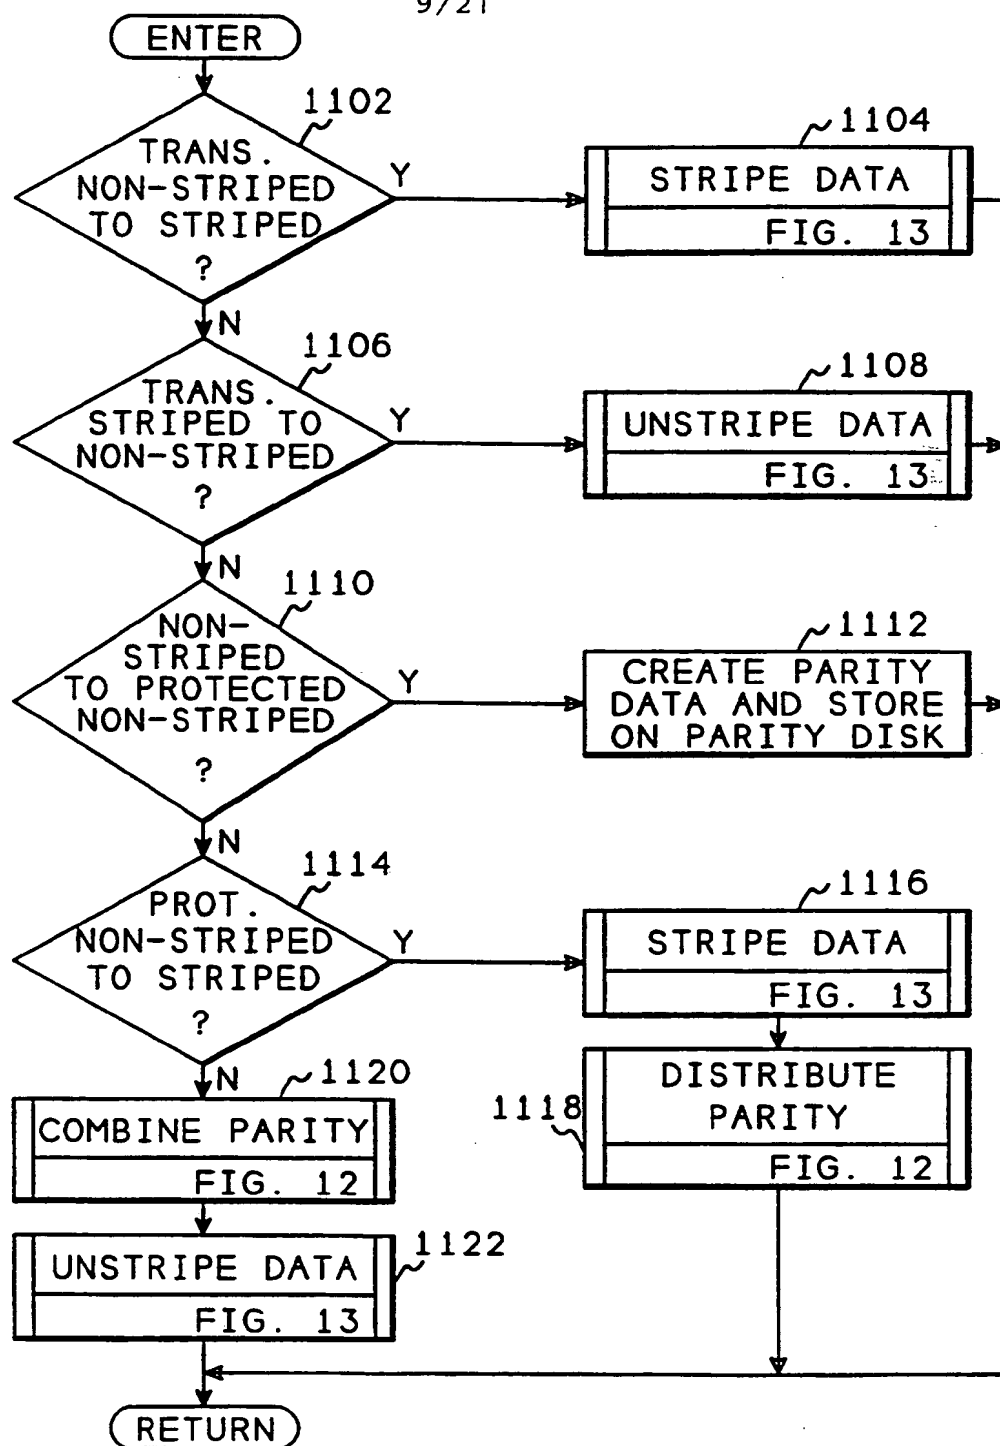 9/21
ENTER
1102
TRANS.
NON-STRIPED
TO STRIPED
?
Y
1104
STRIPE DATA
FIG. 13
N
1106
TRANS.
STRIPED TO
NON-STRIPED
?
Y
1108
UNSTRIPE DATA
FIG. 13
N
1110
NON-
STRIPED
TO PROTECTED
NON-STRIPED
?
Y
1112
CREATE PARITY
DATA AND STORE
ON PARITY DISK
N
1114
PROT.
NON-STRIPED
TO STRIPED
?
Y
1116
STRIPE DATA
FIG. 13
1118
DISTRIBUTE
PARITY
FIG. 12
N
1120
COMBINE PARITY
FIG. 12
1122
UNSTRIPE DATA
FIG. 13
RETURN